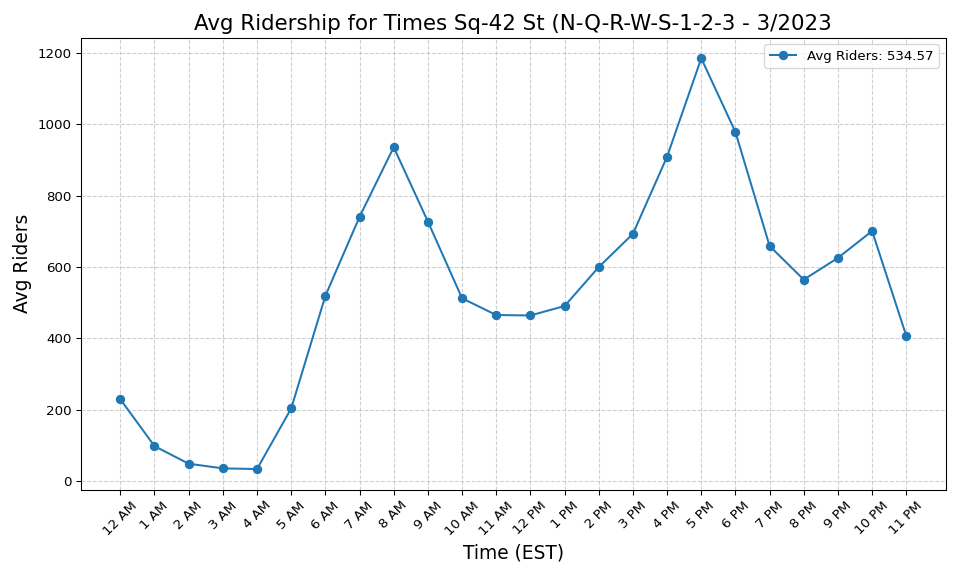 Avg Ridership for Times Sq-42 St (N-Q-R-W-S-1-2-3 - 3/2023
Avg Riders: 534.57
1200
1000
800
600
400
200
0
Avg Riders
12 AM
1 AM
2 AM
3 AM
4 AM
5 AM
6 AM
7 AM
8 AM
9 AM
10 AM
11 AM
12 PM
1 PM
2 PM
3 PM
4 PM
5 PM
6 PM
7 PM
8 PM
9 PM
10 PM
11 PM
Time (EST)